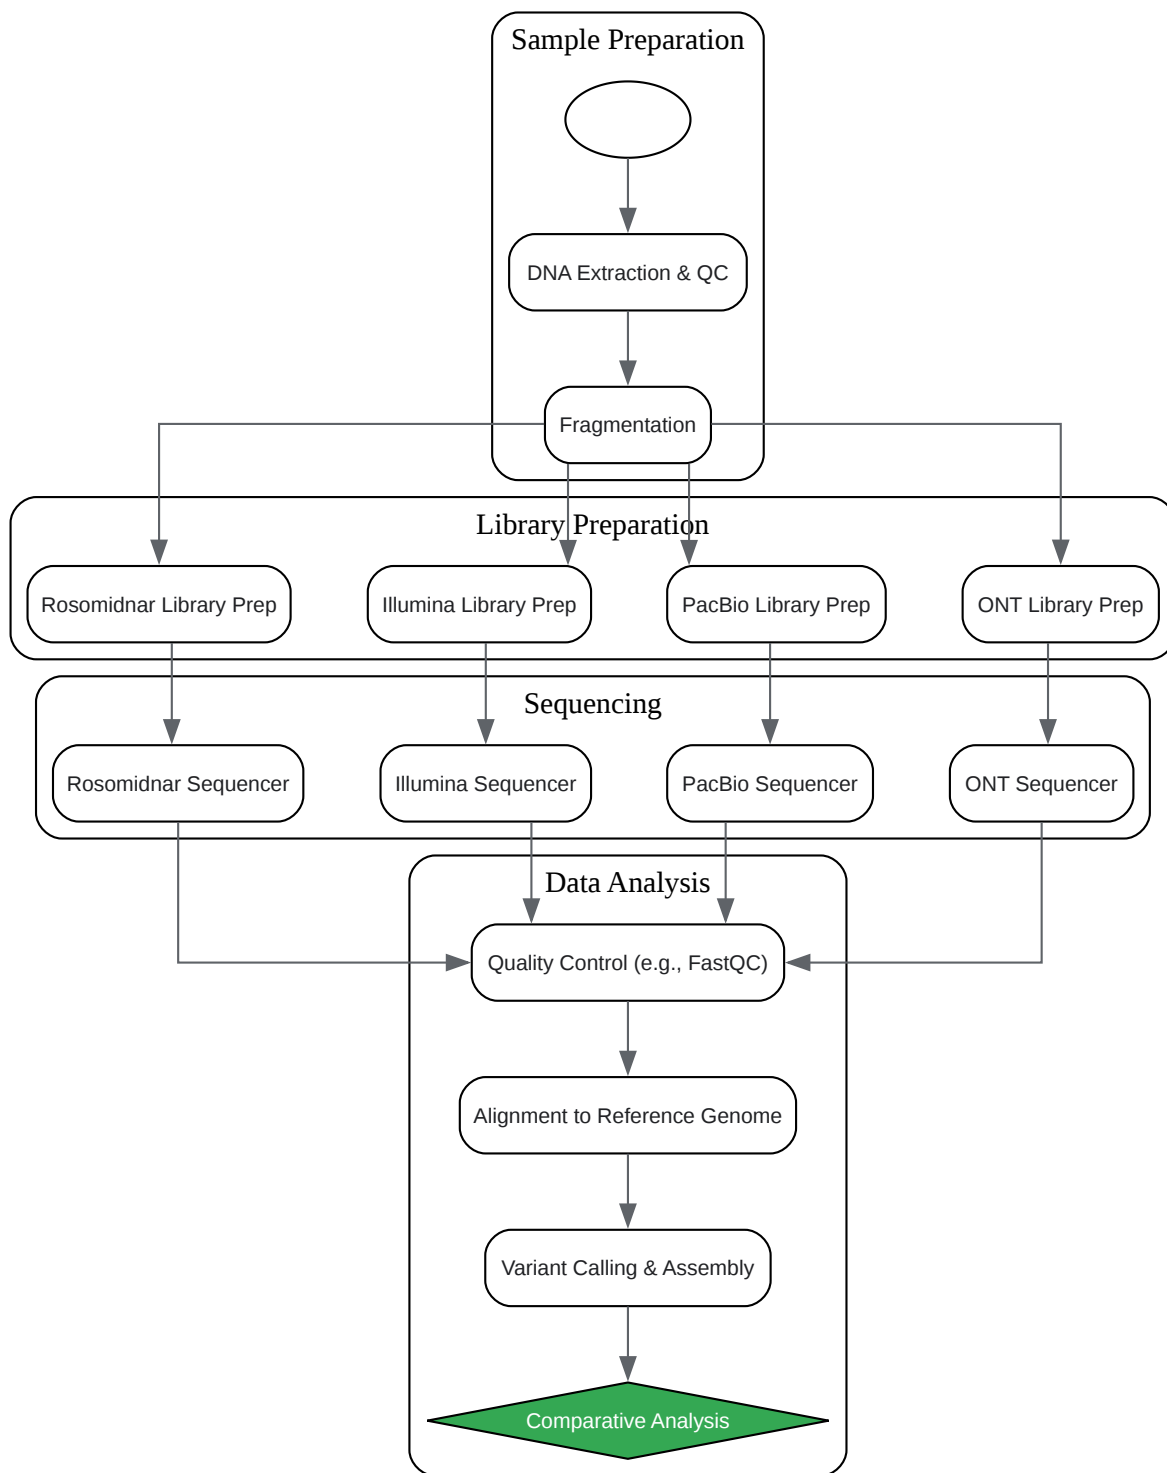 Sample Preparation
DNA Extraction & QC
Fragmentation
Library Preparation
Rosomidnar Library Prep
Illumina Library Prep
PacBio Library Prep
ONT Library Prep
Sequencing
Rosomidnar Sequencer
Illumina Sequencer
PacBio Sequencer
ONT Sequencer
Data Analysis
Quality Control (e.g., FastQC)
Alignment to Reference Genome
Variant Calling & Assembly
Comparative Analysis